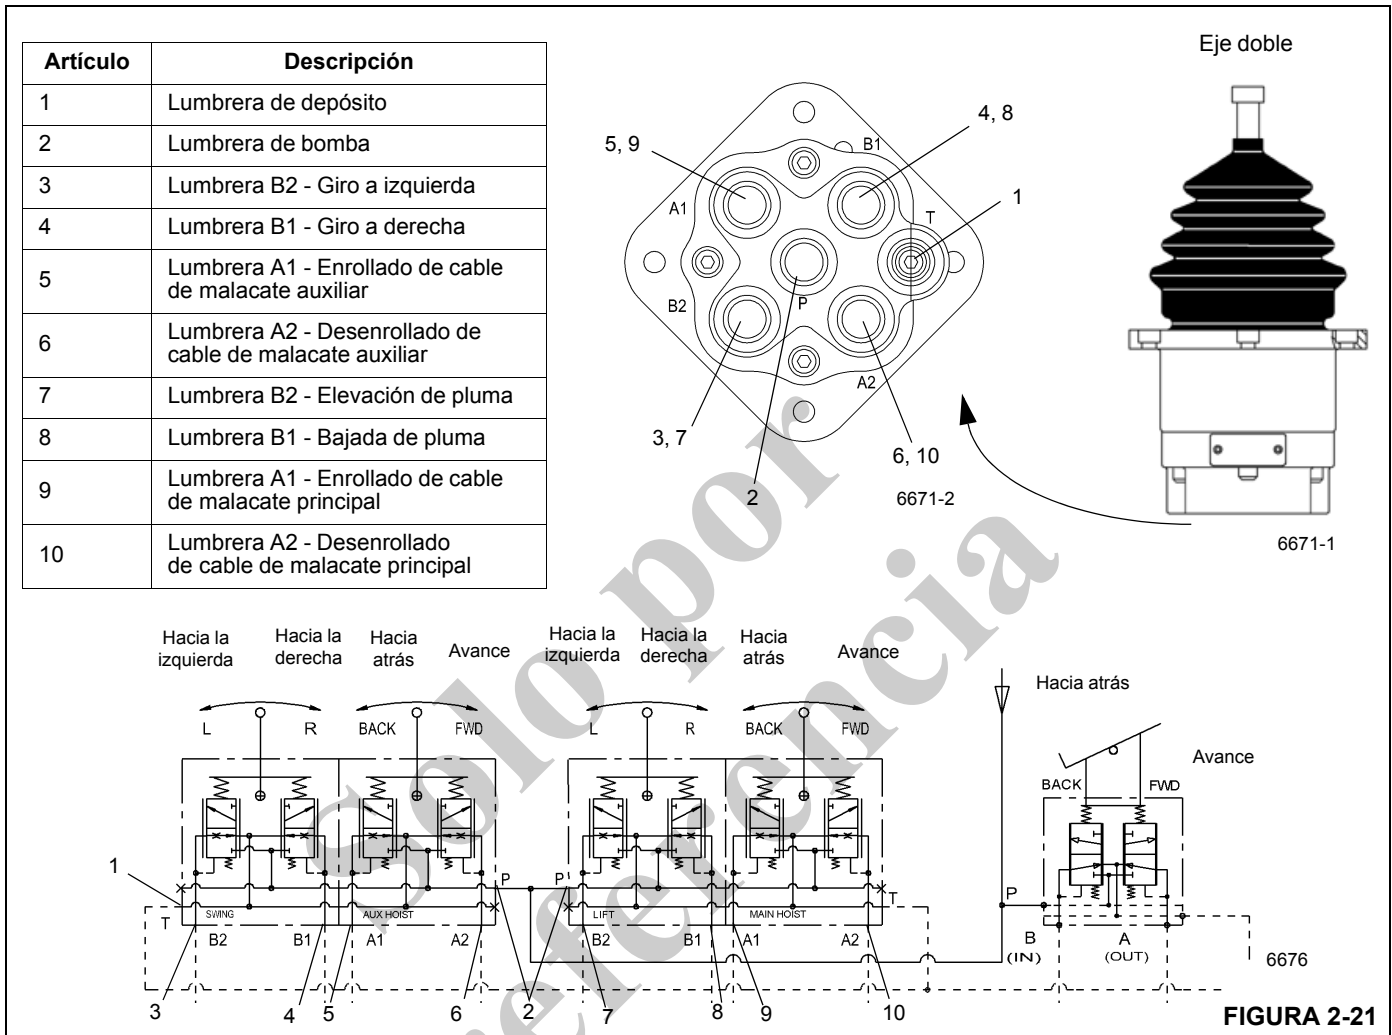 Artículo Descripción
1 Lumbrera de depósito
2 Lumbrera de bomba
3 Lumbrera B2 - Giro a izquierda
4 Lumbrera B1 - Giro a derecha
5 Lumbrera A1 - Enrollado de cable
de malacate auxiliar
6 Lumbrera A2 - Desenrollado de
cable de malacate auxiliar
7 Lumbrera B2 - Elevación de pluma
8 Lumbrera B1 - Bajada de pluma
9 Lumbrera A1 - Enrollado de cable
de malacate principal
10 Lumbrera A2 - Desenrollado
de cable de malacate principal
5, 9
4, 8
B1
A1
T
1
B2
P
A2
3, 7
6, 10
2
6671-2
Eje doble
6671-1
Solo por
referencia
Hacia la
izquierda
Hacia la
derecha
Hacia
atrás
Avance
Hacia la
izquierda
Hacia la
derecha
Hacia
atrás
Avance
Hacia atrás
Avance
L R BACK FWD L R BACK FWD
BACK FWD
1
P P T P
SWING AUX HOIST LIFT MAIN HOIST
T B2 B1 A1 A2 B2 B1 A1 A2
B
(IN)
A
(OUT)
6676
3 4 5 6 2 7 8 9 10
FIGURA 2-21